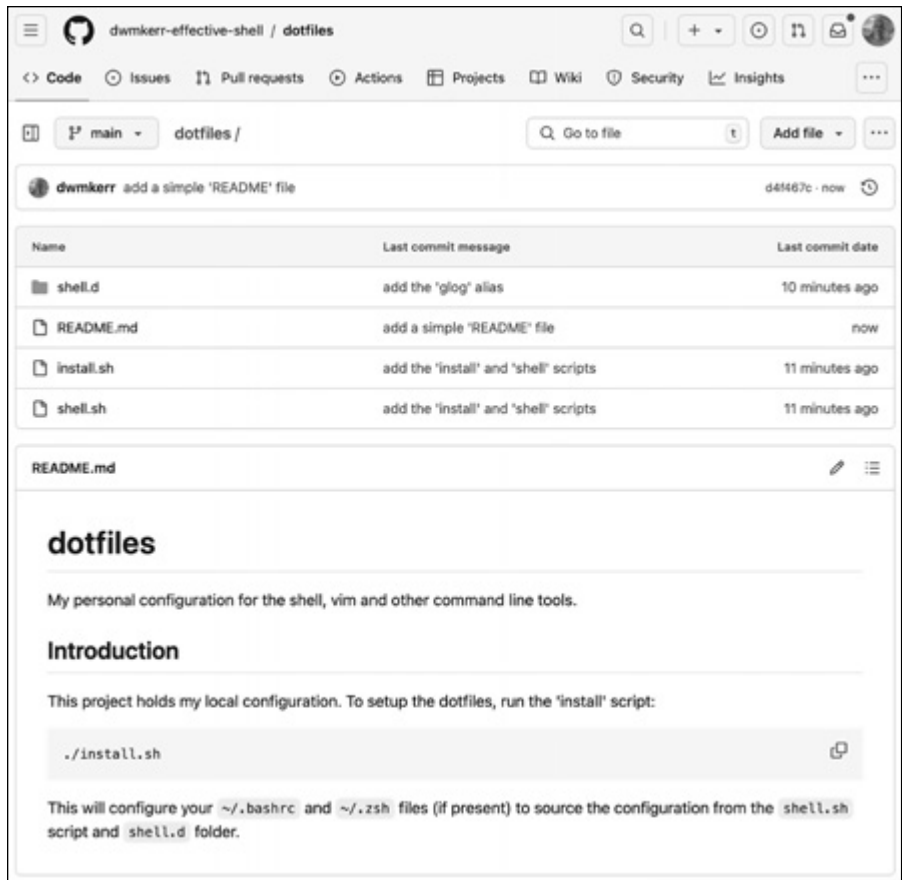 dwmkerr-effective-shell / dotfiles
Code Issues Pull requests Actions Projects Wiki Security Insights
main dotfiles / Go to file t Add file
dwmkerr add a simple 'README' file d4f467c · now
Name Last commit message Last commit date
shell.d add the 'glog' alias 10 minutes ago
README.md add a simple 'README' file now
install.sh add the 'install' and 'shell' scripts 11 minutes ago
shell.sh add the 'install' and 'shell' scripts 11 minutes ago
README.md
dotfiles
My personal configuration for the shell, vim and other command line tools.
Introduction
This project holds my local configuration. To setup the dotfiles, run the 'install' script:
./install.sh
This will configure your ~/.bashrc and ~/.zsh files (if present) to source the configuration from the shell.sh
script and shell.d folder.